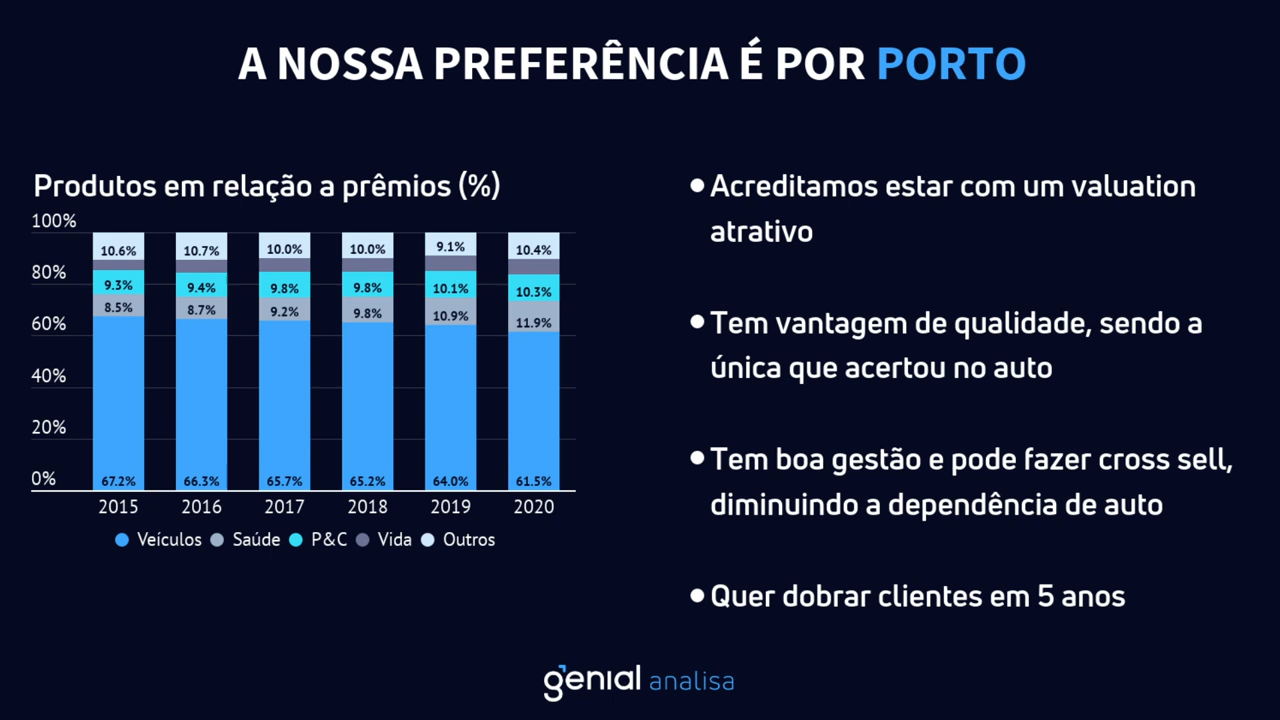 A NOSSA PREFERÊNCIA É POR PORTO
Produtos em relação a prêmios (%)
100%
80%
60%
40%
20%
0%
10.6% 10.7% 10.0% 10.0% 9.1% 10.4%
9.3% 9.4% 9.8% 9.8% 10.1% 10.3%
8.5% 8.7% 9.2% 9.8% 10.9% 11.9%
67.2% 66.3% 65.7% 65.2% 64.0% 61.5%
2015 2016 2017 2018 2019 2020
Veículos Saúde P&C Vida Outros
• Acreditamos estar com um valuation
atrativo
• Tem vantagem de qualidade, sendo a
única que acertou no auto
• Tem boa gestão e pode fazer cross sell,
diminuindo a dependência de auto
• Quer dobrar clientes em 5 anos
genial analisa